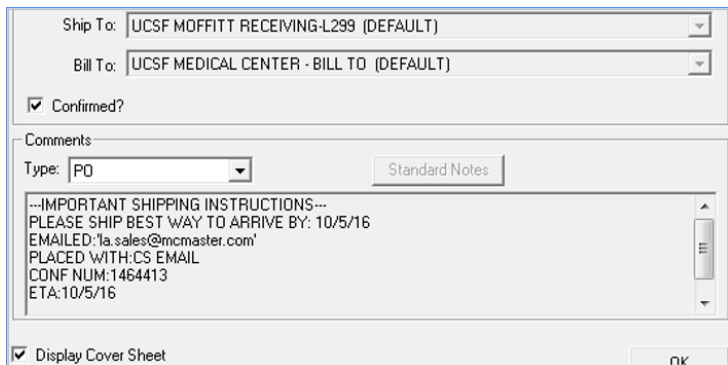 Ship To: UCSF MOFFITT RECEIVING-L299 (DEFAULT)
Bill To: UCSF MEDICAL CENTER - BILL TO (DEFAULT)
Confirmed?
Comments
Type: PO Standard Notes
---IMPORTANT SHIPPING INSTRUCTIONS---
PLEASE SHIP BEST WAY TO ARRIVE BY: 10/5/16
EMAILED:'la.sales@mcmaster.com'
PLACED WITH:CS EMAIL
CONF NUM:1464413
ETA:10/5/16
Display Cover Sheet
OK